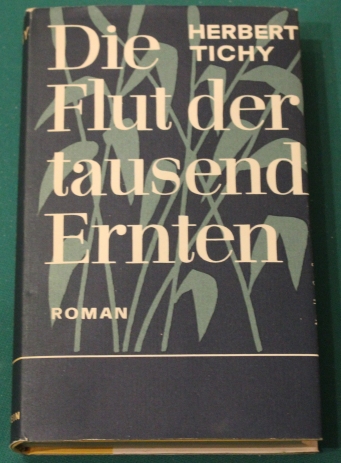 Die
HERBERT
TICHY
Flut der
tausend
Ernten
ROMAN